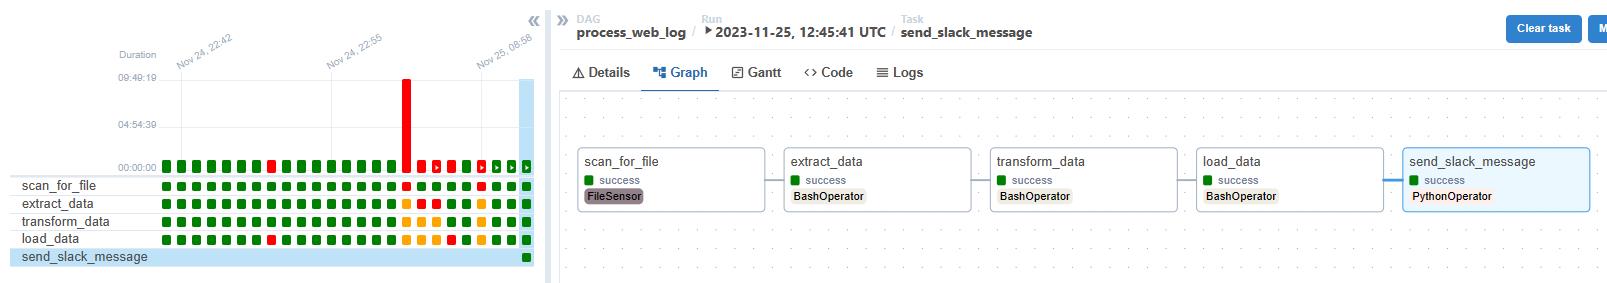 «
Duration
Nov 24, 22:42
Nov 24, 22:55
Nov 25, 08:58
09:49:19
04:54:39
00:00:00
scan_for_file
extract_data
transform_data
load_data
send_slack_message
» DAG Run Task
process_web_log / 2023-11-25, 12:45:41 UTC / send_slack_message
Clear task M
Details Graph Gantt <> Code Logs
scan_for_file
success
FileSensor
extract_data
success
BashOperator
transform_data
success
BashOperator
load_data
success
BashOperator
send_slack_message
success
PythonOperator